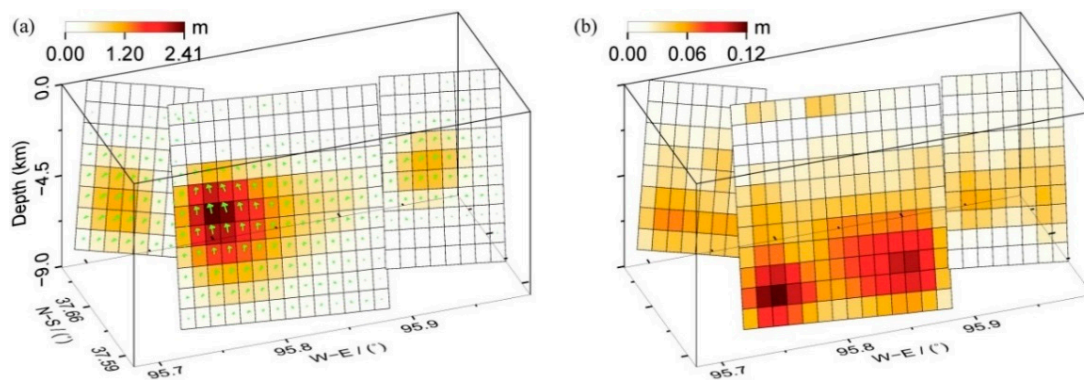 (a)
m
0.00 1.20 2.41
0.0
−4.5
−9.0
Depth (km)
37.66
37.59
N−S / (°)
95.7
95.8
95.9
W−E / (°)
(b)
m
0.00 0.06 0.12
95.7
95.8
95.9
W−E / (°)